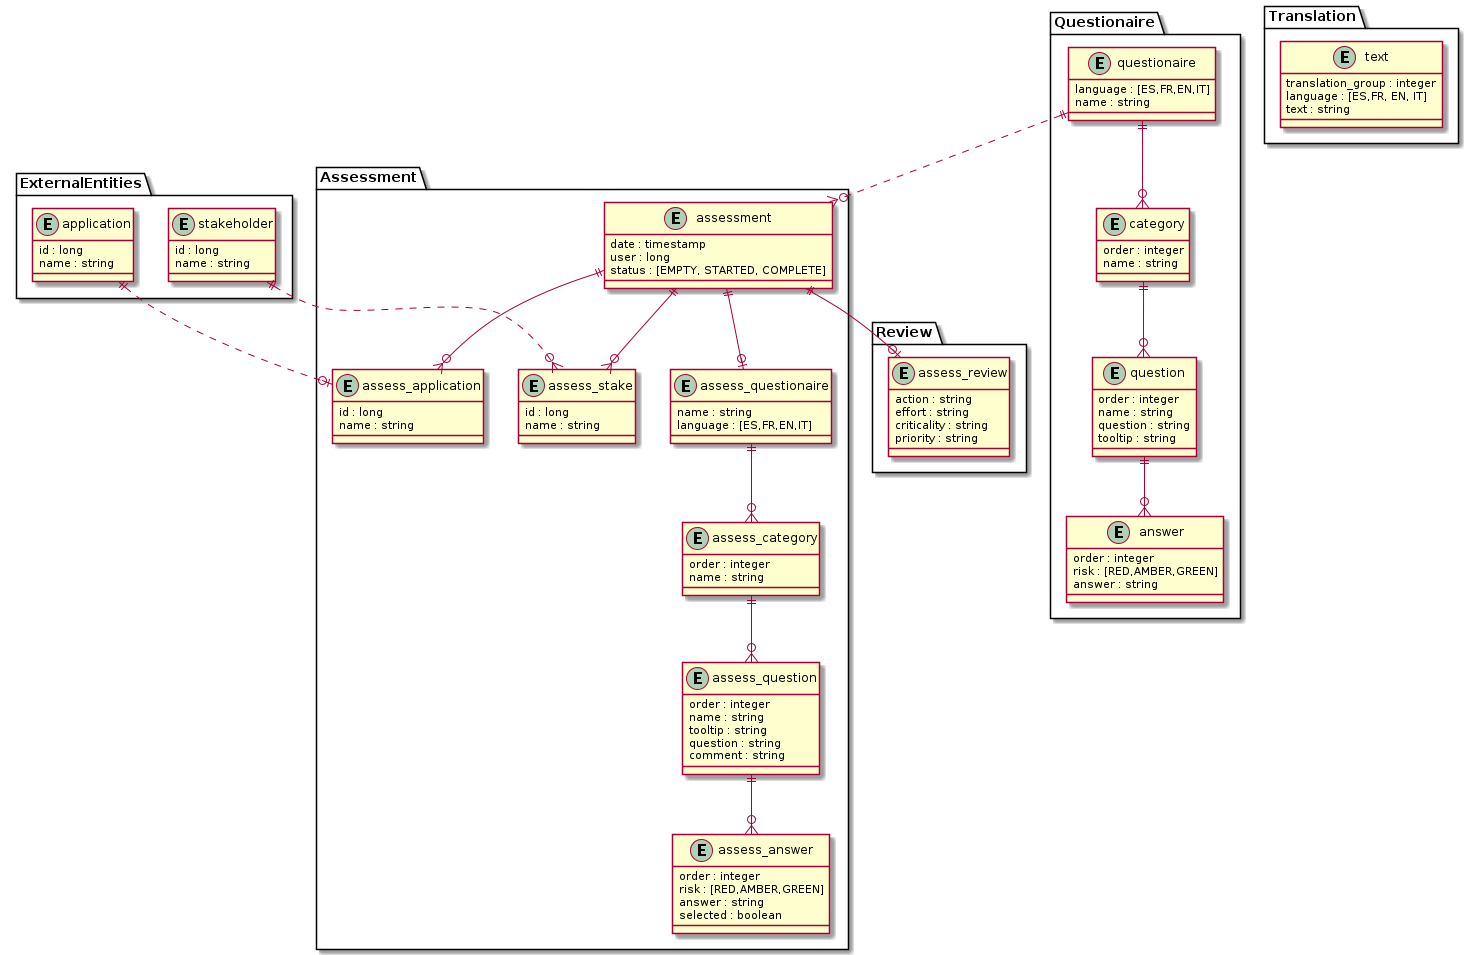 ExternalEntities
E application
id : long
name : string
E stakeholder
id : long
name : string
Assessment
E assessment
date : timestamp
user : long
status : [EMPTY, STARTED, COMPLETE]
E assess_application
id : long
name : string
E assess_stake
id : long
name : string
E assess_questionaire
name : string
language : [ES,FR,EN,IT]
E assess_category
order : integer
name : string
E assess_question
order : integer
name : string
tooltip : string
question : string
comment : string
E assess_answer
order : integer
risk : [RED,AMBER,GREEN]
answer : string
selected : boolean
Review
E assess_review
action : string
effort : string
criticality : string
priority : string
Questionaire
E questionaire
language : [ES,FR,EN,IT]
name : string
E category
order : integer
name : string
E question
order : integer
name : string
question : string
tooltip : string
E answer
order : integer
risk : [RED,AMBER,GREEN]
answer : string
Translation
E text
translation_group : integer
language : [ES,FR, EN, IT]
text : string